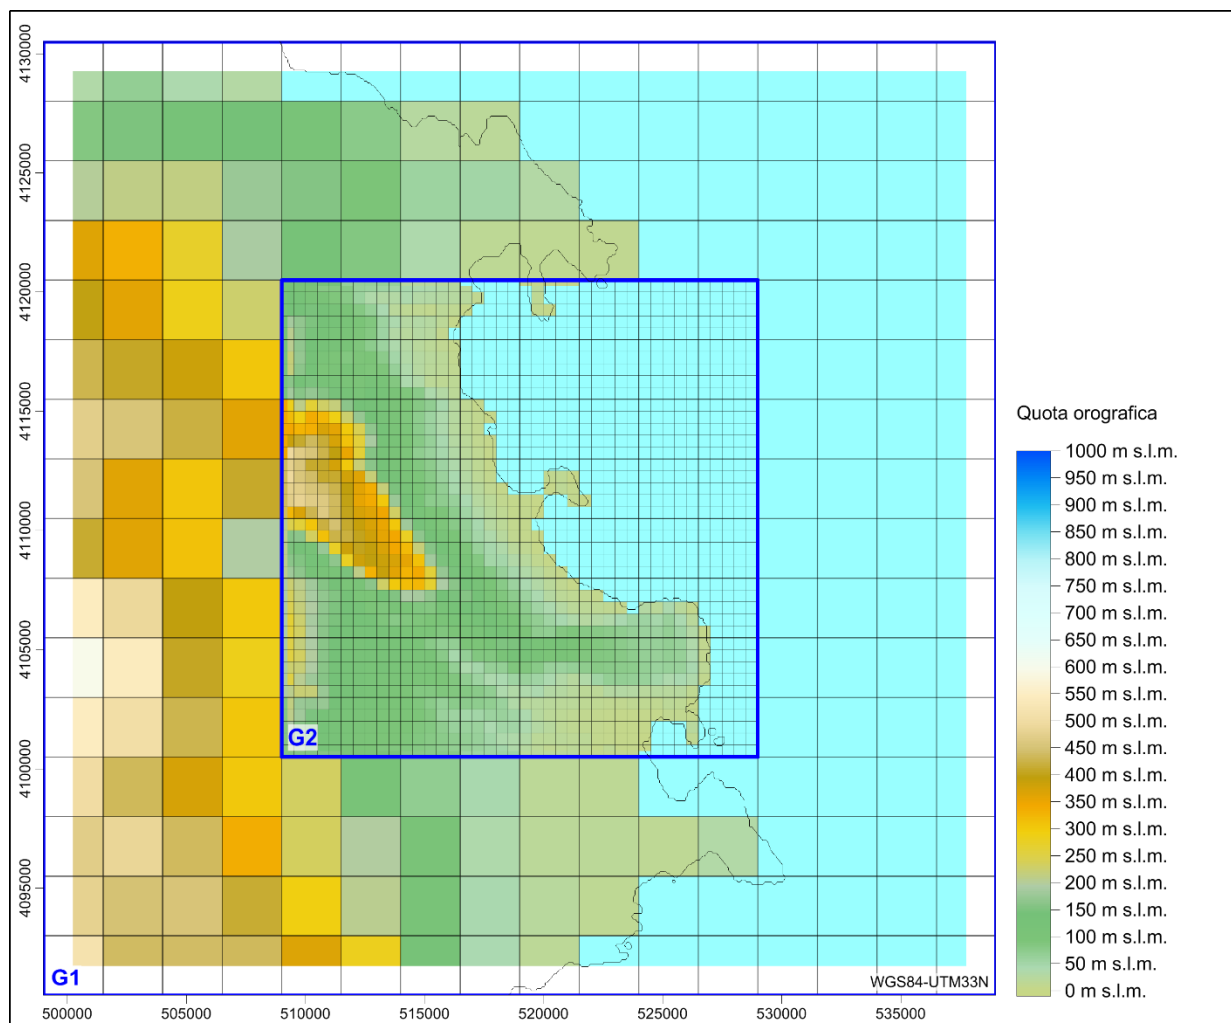 4130000
4125000
4120000
4115000
4110000
4105000
4100000
4095000
G2
G1
WGS84-UTM33N
500000 505000 510000 515000 520000 525000 530000 535000
Quota orografica
1000 m s.l.m.
950 m s.l.m.
900 m s.l.m.
850 m s.l.m.
800 m s.l.m.
750 m s.l.m.
700 m s.l.m.
650 m s.l.m.
600 m s.l.m.
550 m s.l.m.
500 m s.l.m.
450 m s.l.m.
400 m s.l.m.
350 m s.l.m.
300 m s.l.m.
250 m s.l.m.
200 m s.l.m.
150 m s.l.m.
100 m s.l.m.
50 m s.l.m.
0 m s.l.m.